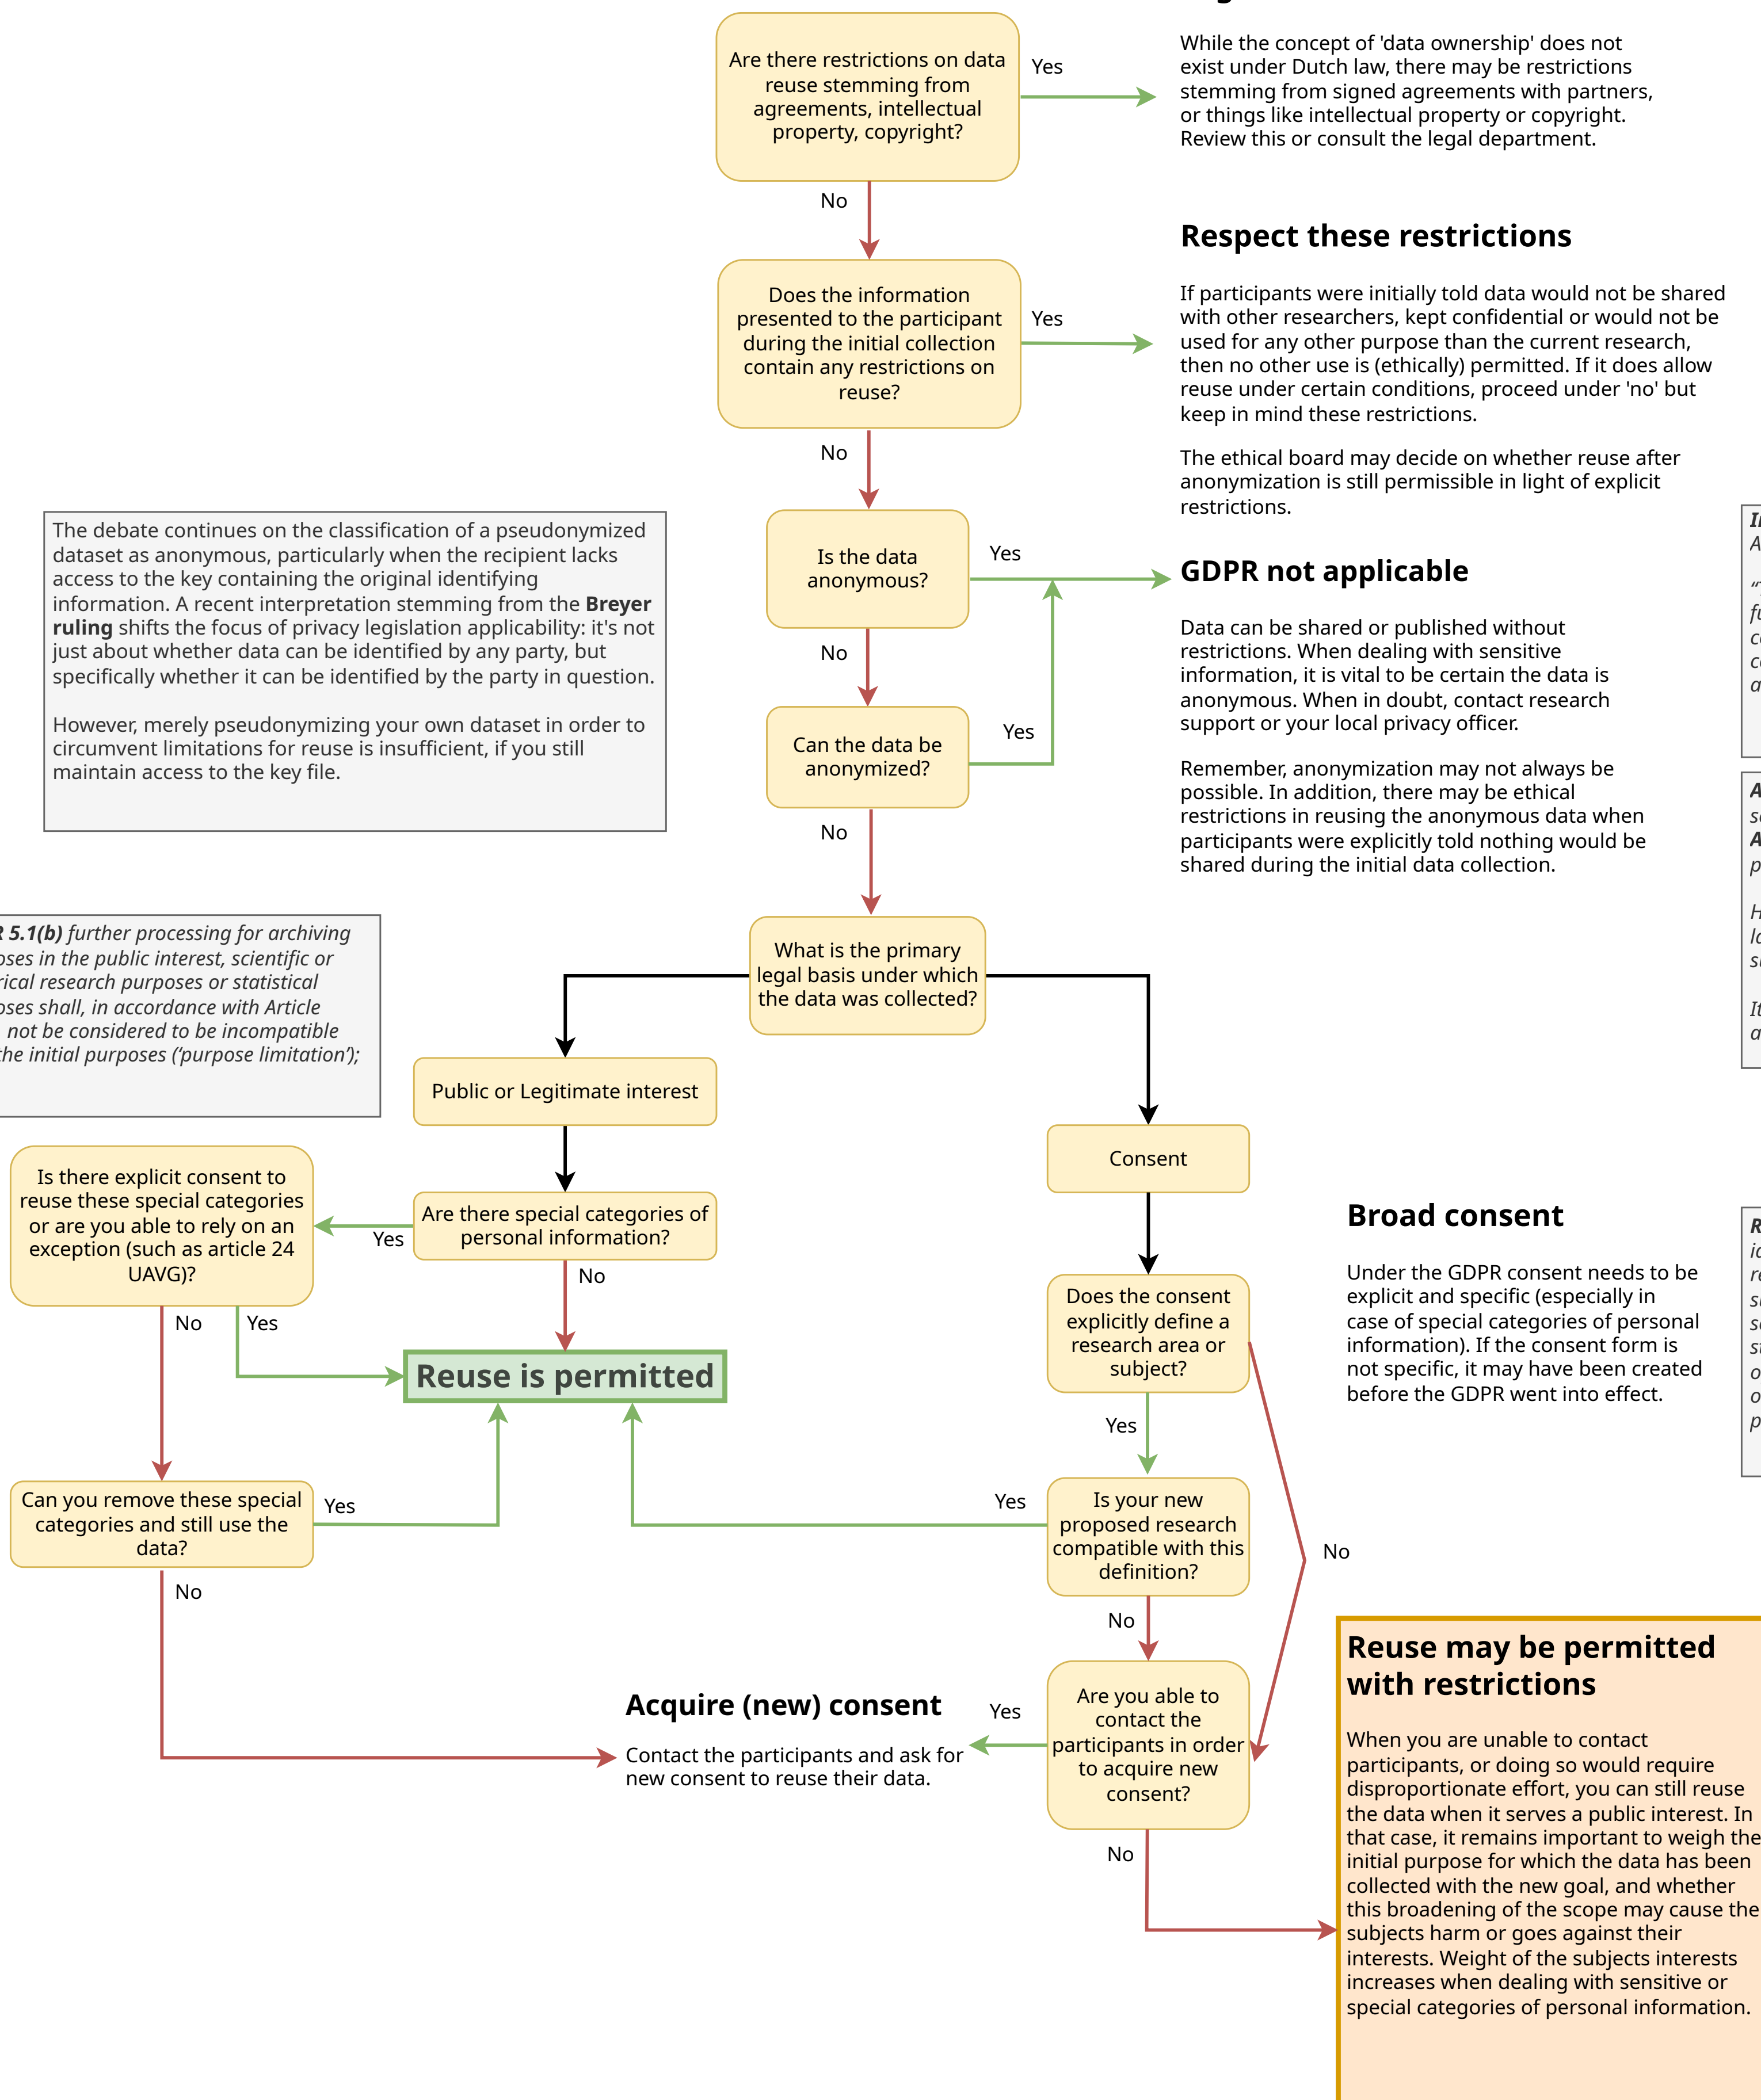 Are there restrictions on data
reuse stemming from
agreements, intellectual
property, copyright?
Yes
While the concept of 'data ownership' does not
exist under Dutch law, there may be restrictions
stemming from signed agreements with partners,
or things like intellectual property or copyright.
Review this or consult the legal department.
No
Respect these restrictions
Does the information
presented to the participant
during the initial collection
contain any restrictions on
reuse?
Yes
If participants were initially told data would not be shared
with other researchers, kept confidential or would not be
used for any other purpose than the current research,
then no other use is (ethically) permitted. If it does allow
reuse under certain conditions, proceed under 'no' but
keep in mind these restrictions.
The ethical board may decide on whether reuse after
anonymization is still permissible in light of explicit
restrictions.
No
The debate continues on the classification of a pseudonymized
dataset as anonymous, particularly when the recipient lacks
access to the key containing the original identifying
information. A recent interpretation stemming from the Breyer
ruling shifts the focus of privacy legislation applicability: it's not
just about whether data can be identified by any party, but
specifically whether it can be identified by the party in question.
However, merely pseudonymizing your own dataset in order to
circumvent limitations for reuse is insufficient, if you still
maintain access to the key file.
Is the data
anonymous?
Yes
GDPR not applicable
Data can be shared or published without
restrictions. When dealing with sensitive
information, it is vital to be certain the data is
anonymous. When in doubt, contact research
support or your local privacy officer.
Remember, anonymization may not always be
possible. In addition, there may be ethical
restrictions in reusing the anonymous data when
participants were explicitly told nothing would be
shared during the initial data collection.
No
Can the data be
anonymized?
Yes
No
5.1(b) further processing for archiving
in the public interest, scientific or
research purposes or statistical
shall, in accordance with Article
not be considered to be incompatible
the initial purposes (‘purpose limitation’);
What is the primary
legal basis under which
the data was collected?
Public or Legitimate interest
Consent
Is there explicit consent to
reuse these special categories
or are you able to rely on an
exception (such as article 24
UAVG)?
Yes
Are there special categories of
personal information?
No
No
Yes
Reuse is permitted
Does the consent
explicitly define a
research area or
subject?
Broad consent
Under the GDPR consent needs to be
explicit and specific (especially in
case of special categories of personal
information). If the consent form is
not specific, it may have been created
before the GDPR went into effect.
Yes
Can you remove these special
categories and still use the
data?
Yes
No
Yes
Is your new
proposed research
compatible with this
definition?
No
No
Acquire (new) consent
Contact the participants and ask for
new consent to reuse their data.
Yes
Are you able to
contact the
participants in order
to acquire new
consent?
No
Reuse may be permitted
with restrictions
When you are unable to contact
participants, or doing so would require
disproportionate effort, you can still reuse
the data when it serves a public interest. In
that case, it remains important to weigh the
initial purpose for which the data has been
collected with the new goal, and whether
this broadening of the scope may cause the
subjects harm or goes against their
interests. Weight of the subjects interests
increases when dealing with sensitive or
special categories of personal information.